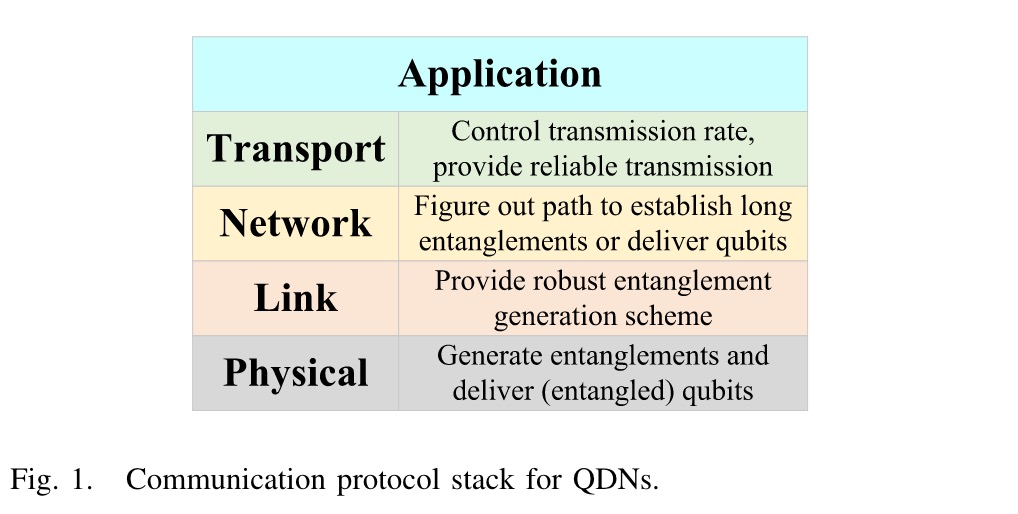 Application
Transport
Control transmission rate,
provide reliable transmission
Network
Figure out path to establish long
entanglements or deliver qubits
Link
Provide robust entanglement
generation scheme
Physical
Generate entanglements and
deliver (entangled) qubits
Fig. 1. Communication protocol stack for QDNs.